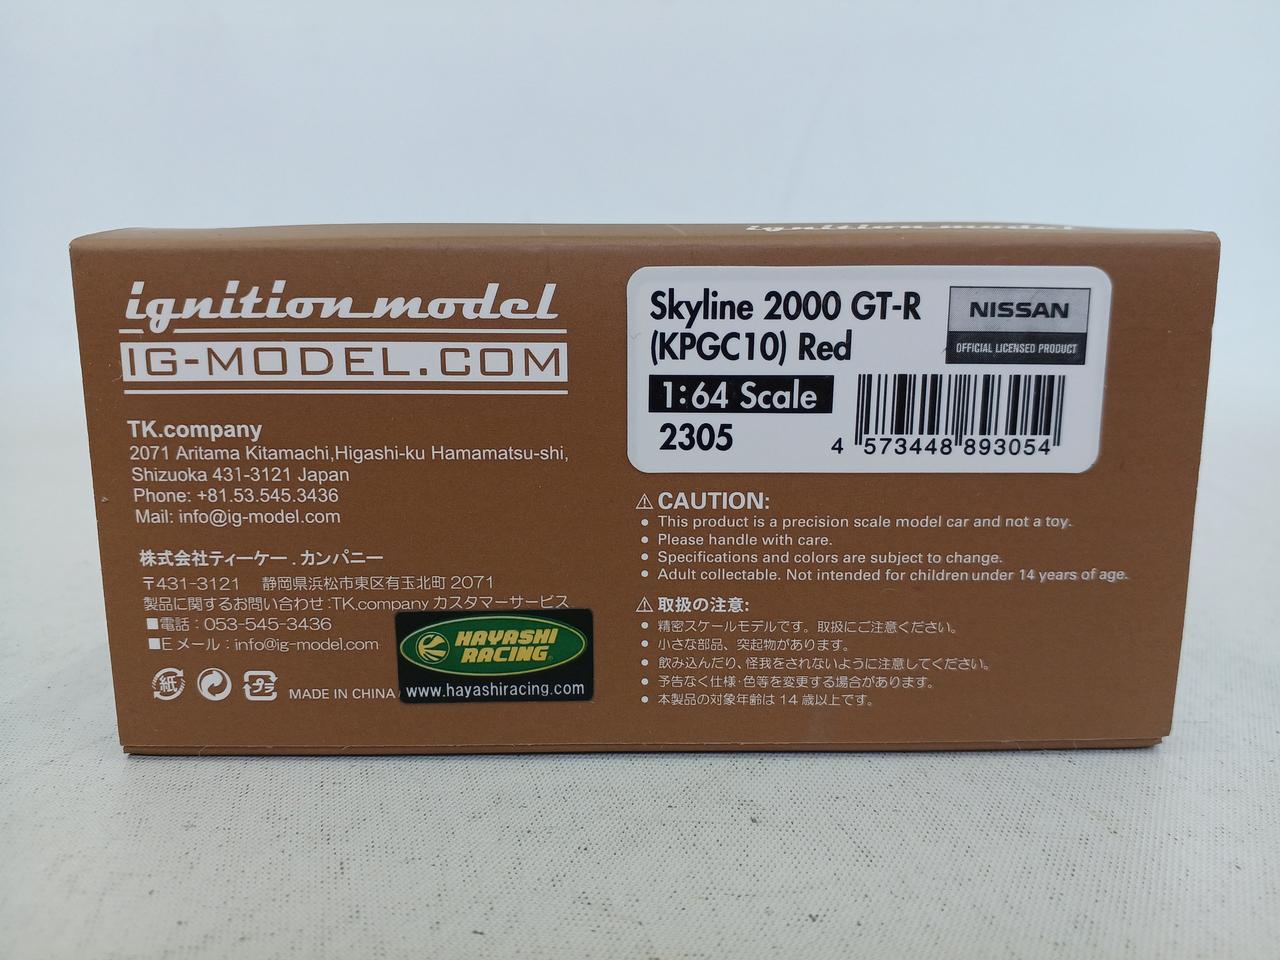 ignition model
ignition model
IG-MODEL.COM
TK.company
2071 Aritama Kitamachi,Higashi-ku Hamamatsu-shi,
Shizuoka 431-3121 Japan
Phone: +81.53.545.3436
Mail: info@ig-model.com
株式会社ティーケー.カンパニー
〒431-3121 静岡県浜松市東区有玉北町 2071
製品に関するお問い合わせ:TK.company カスタマーサービス
■電話:053-545-3436
■E メール:info@ig-model.com
紙
プラ
MADE IN CHINA
HAYASHI
RACING
www.hayashiracing.com
Skyline 2000 GT-R
(KPGC10) Red
1:64 Scale
2305
NISSAN
OFFICIAL LICENSED PRODUCT
4 573448 893054
⚠ CAUTION:
● This product is a precision scale model car and not a toy.
● Please handle with care.
● Specifications and colors are subject to change.
● Adult collectable. Not intended for children under 14 years of age.
⚠ 取扱の注意:
● 精密スケールモデルです。取扱にご注意ください。
● 小さな部品、突起物があります。
● 飲み込んだり、怪我をされないように注意してください。
● 予告なく仕様・色等を変更する場合があります。
● 本製品の対象年齢は 14 歳以上です。